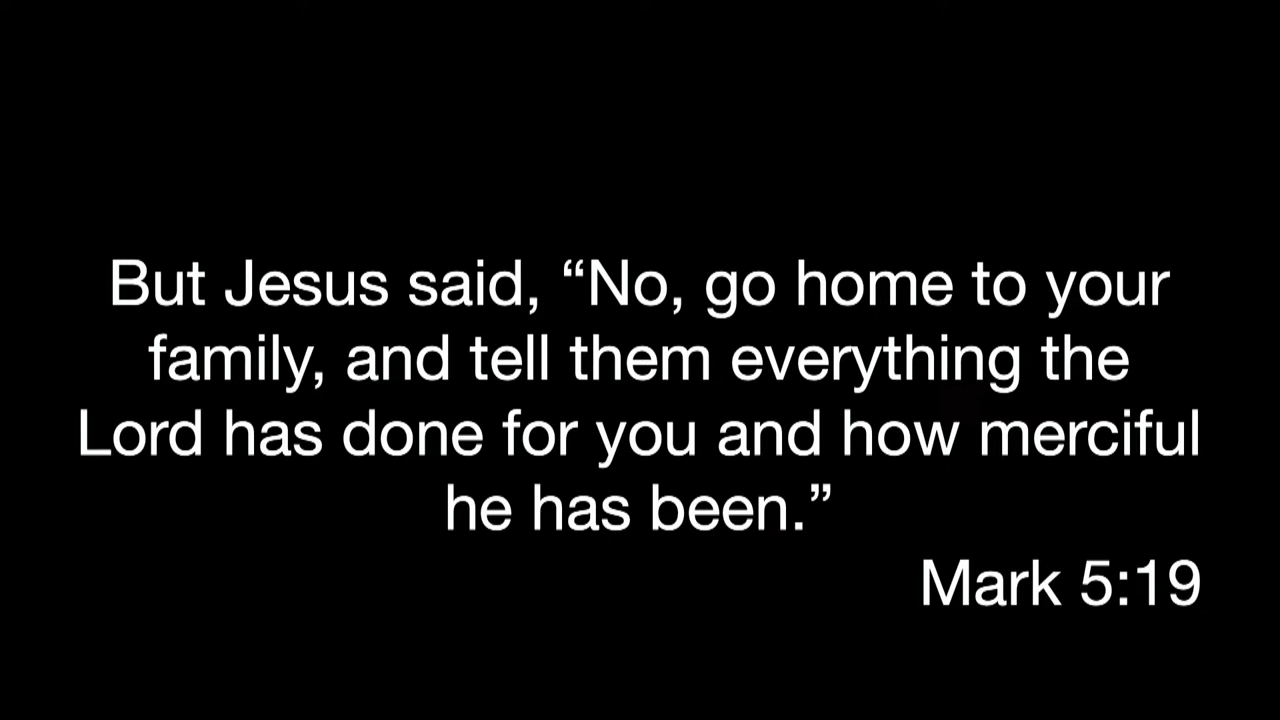 But Jesus said, “No, go home to your
family, and tell them everything the
Lord has done for you and how merciful
he has been.”
Mark 5:19